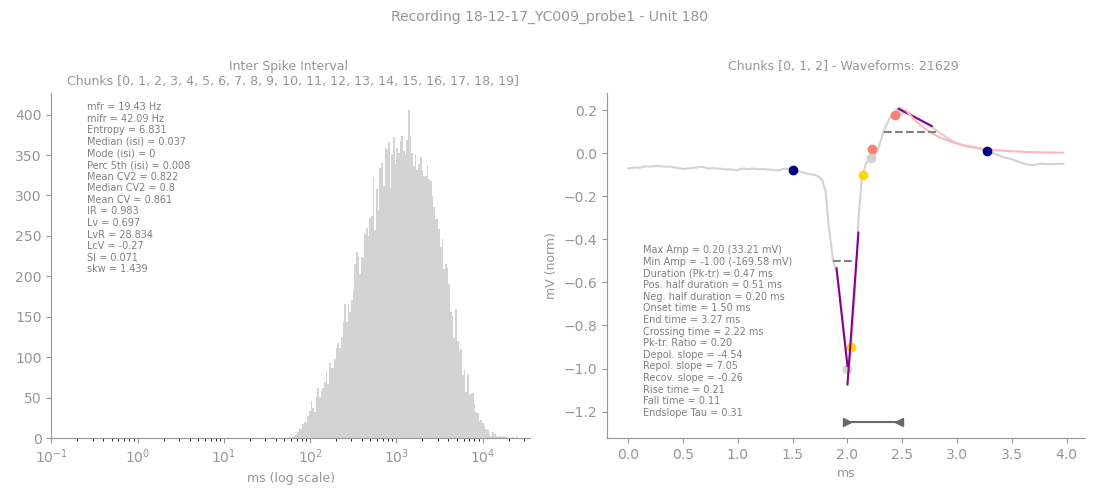 Recording 18-12-17_YC009_probe1 - Unit 180
Inter Spike Interval
Chunks [0, 1, 2, 3, 4, 5, 6, 7, 8, 9, 10, 11, 12, 13, 14, 15, 16, 17, 18, 19]
400
350
300
250
200
150
100
50
0
mfr = 19.43 Hz
mifr = 42.09 Hz
Entropy = 6.831
Median (isi) = 0.037
Mode (isi) = 0
Perc 5th (isi) = 0.008
Mean CV2 = 0.822
Median CV2 = 0.8
Mean CV = 0.861
IR = 0.983
Lv = 0.697
LvR = 28.834
LcV = -0.27
SI = 0.071
skw = 1.439
10⁻¹ 10⁰ 10¹ 10² 10³ 10⁴
ms (log scale)
Chunks [0, 1, 2] - Waveforms: 21629
mV (norm)
0.2
0.0
−0.2
−0.4
−0.6
−0.8
−1.0
−1.2
Max Amp = 0.20 (33.21 mV)
Min Amp = -1.00 (-169.58 mV)
Duration (Pk-tr) = 0.47 ms
Pos. half duration = 0.51 ms
Neg. half duration = 0.20 ms
Onset time = 1.50 ms
End time = 3.27 ms
Crossing time = 2.22 ms
Pk-tr. Ratio = 0.20
Depol. slope = -4.54
Repol. slope = 7.05
Recov. slope = -0.26
Rise time = 0.21
Fall time = 0.11
Endslope Tau = 0.31
0.0 0.5 1.0 1.5 2.0 2.5 3.0 3.5 4.0
ms